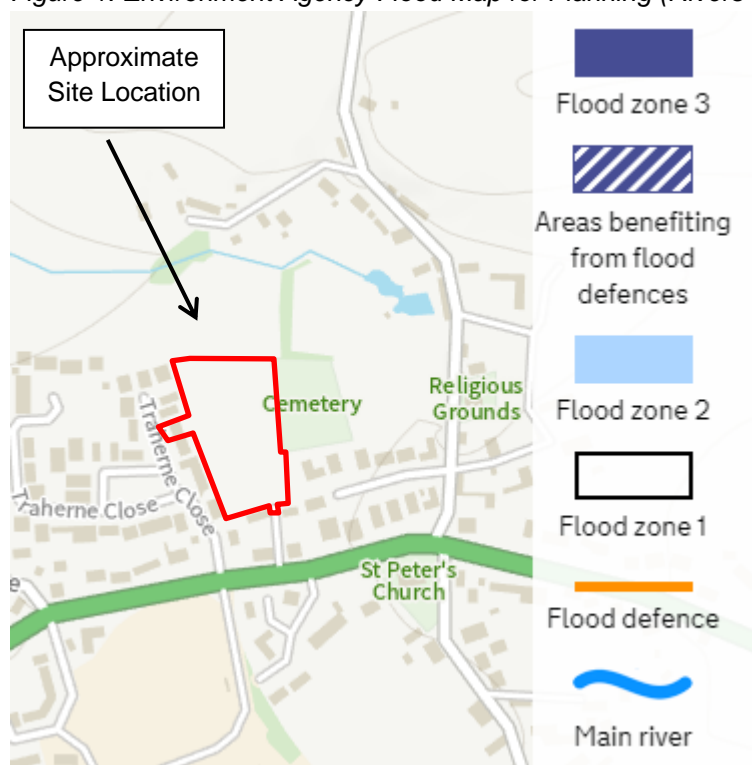 Approximate
Site Location
Cemetery
Religious
Grounds
Traherne Close
Traherne Close
St Peter's
Church
Flood zone 3
Areas benefiting
from flood
defences
Flood zone 2
Flood zone 1
Flood defence
Main river